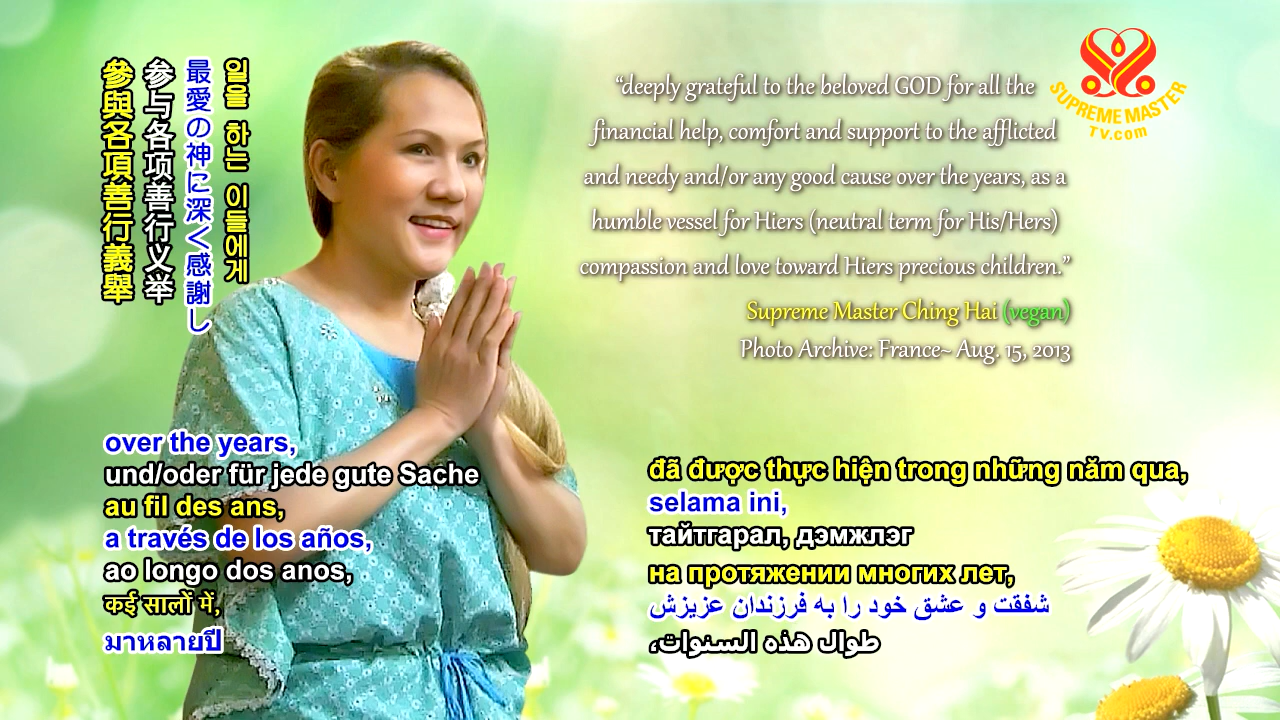 參與各項善行義舉
参与各项善行义举
最愛の神に深く感謝し
일을 하는 이들에게
“deeply grateful to the beloved GOD for all the
financial help, comfort and support to the afflicted
and needy and/or any good cause over the years, as a
humble vessel for Hiers (neutral term for His/Hers)
compassion and love toward Hiers precious children.”
Supreme Master Ching Hai (vegan)
Photo Archive: France~ Aug. 15, 2013
SUPREME MASTER
TV.com
over the years,
und/oder für jede gute Sache
au fil des ans,
a través de los años,
ao longo dos anos,
कई सालों में,
มาหลายปี
đã được thực hiện trong những năm qua,
selama ini,
тайтгарал, дэмжлэг
на протяжении многих лет,
شفقت و عشق خود را به فرزندان عزیزش
طوال هذه السنوات،